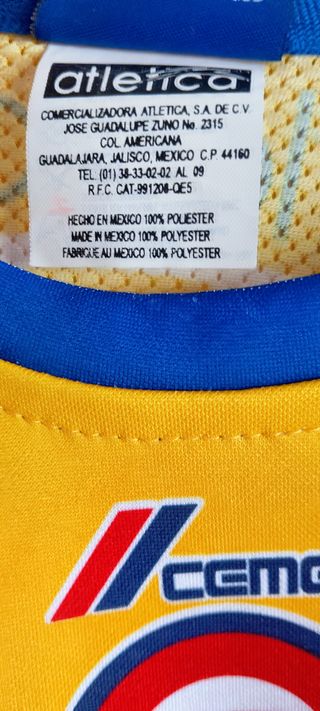 atletica
COMERCIALIZADORA ATLETICA, S.A. DE C.V.
JOSE GUADALUPE ZUNO No. 2315
COL. AMERICANA
GUADALAJARA, JALISCO, MEXICO C.P. 44160
TEL: (01) 38-33-02-02 AL 09
R.F.C. CAT-991208-QE5
HECHO EN MEXICO 100% POLIESTER
MADE IN MEXICO 100% POLYESTER
FABRIQUE AU MEXICO 100% POLYESTER